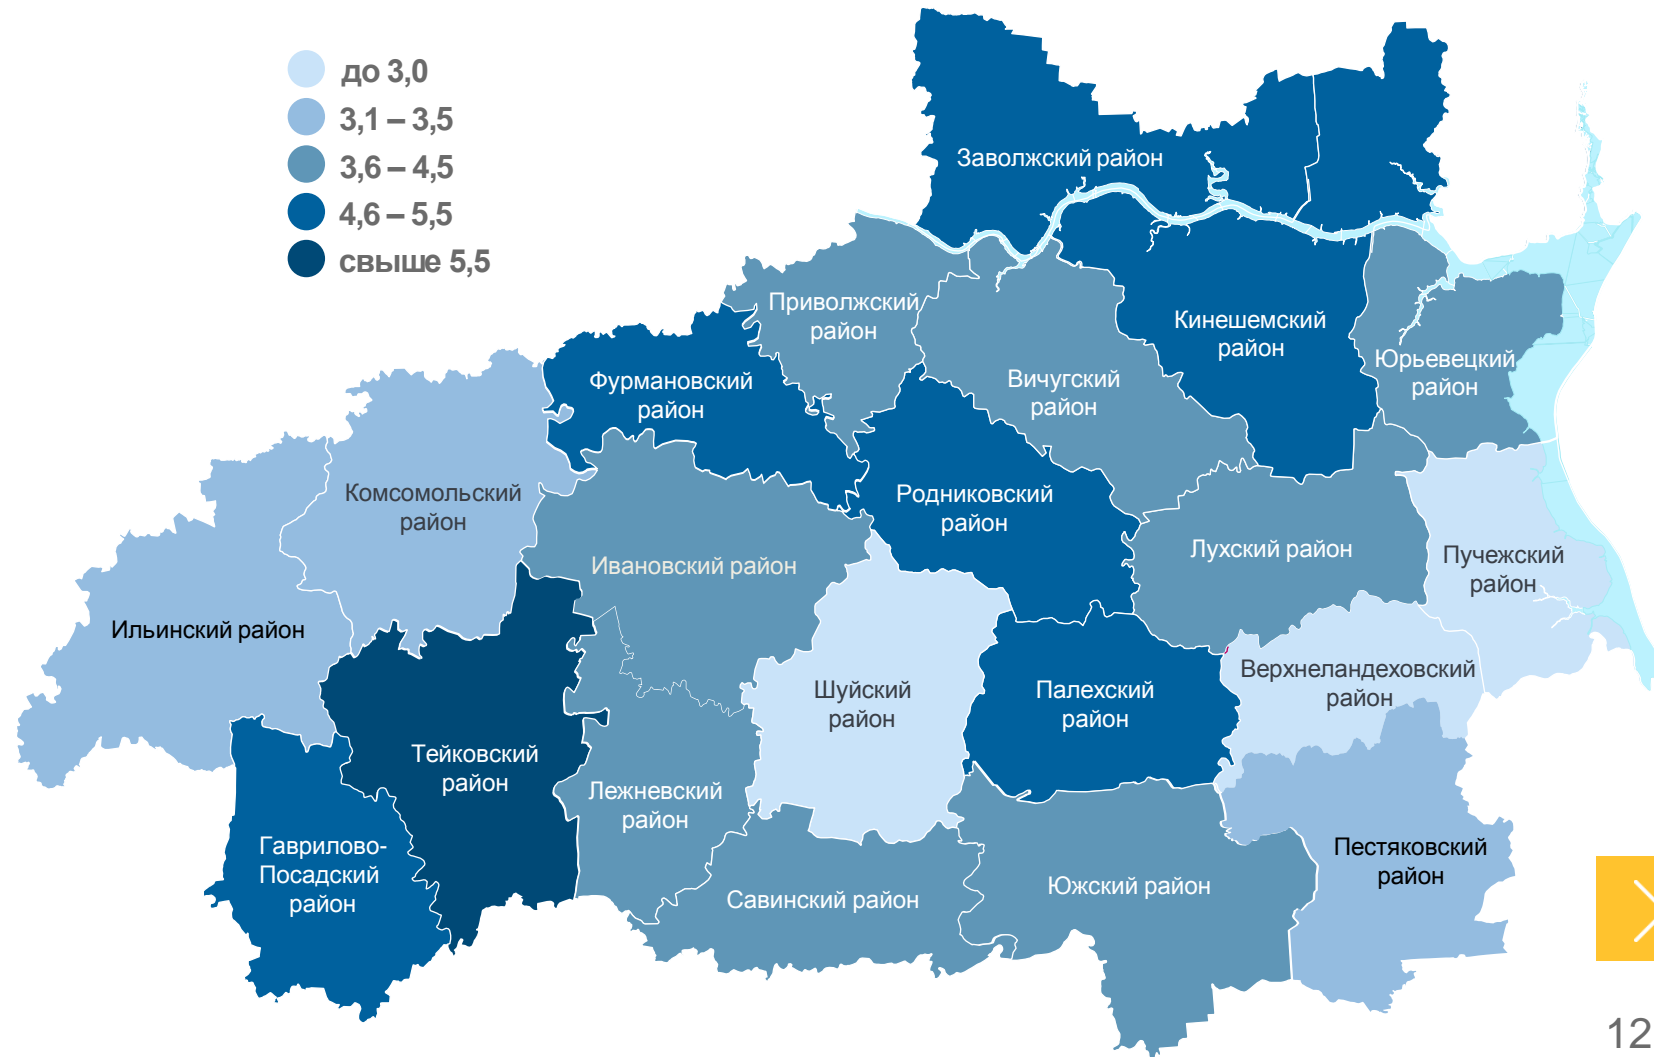 до 3,0
3,1 – 3,5
3,6 – 4,5
4,6 – 5,5
свыше 5,5
Заволжский район
Приволжский
район
Кинешемский
район
Юрьевецкий
район
Фурмановский
район
Вичугский
район
Комсомольский
район
Родниковский
район
Ивановский район
Лухский район
Пучежский
район
Ильинский район
Шуйский
район
Палехский
район
Верхнеландеховский
район
Тейковский
район
Лежневский
район
Гаврилово-
Посадский
район
Савинский район
Южский район
Пестяковский
район
12